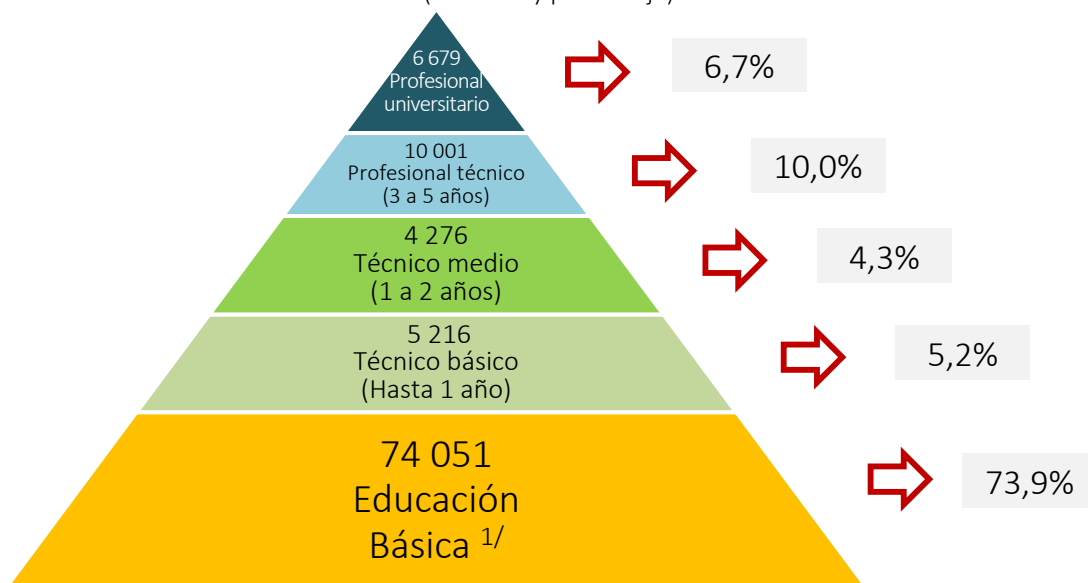 6 679
Profesional
universitario
6,7%
10 001
Profesional técnico
(3 a 5 años)
10,0%
4 276
Técnico medio
(1 a 2 años)
4,3%
5 216
Técnico básico
(Hasta 1 año)
5,2%
74 051
Educación
Básica 1/
73,9%